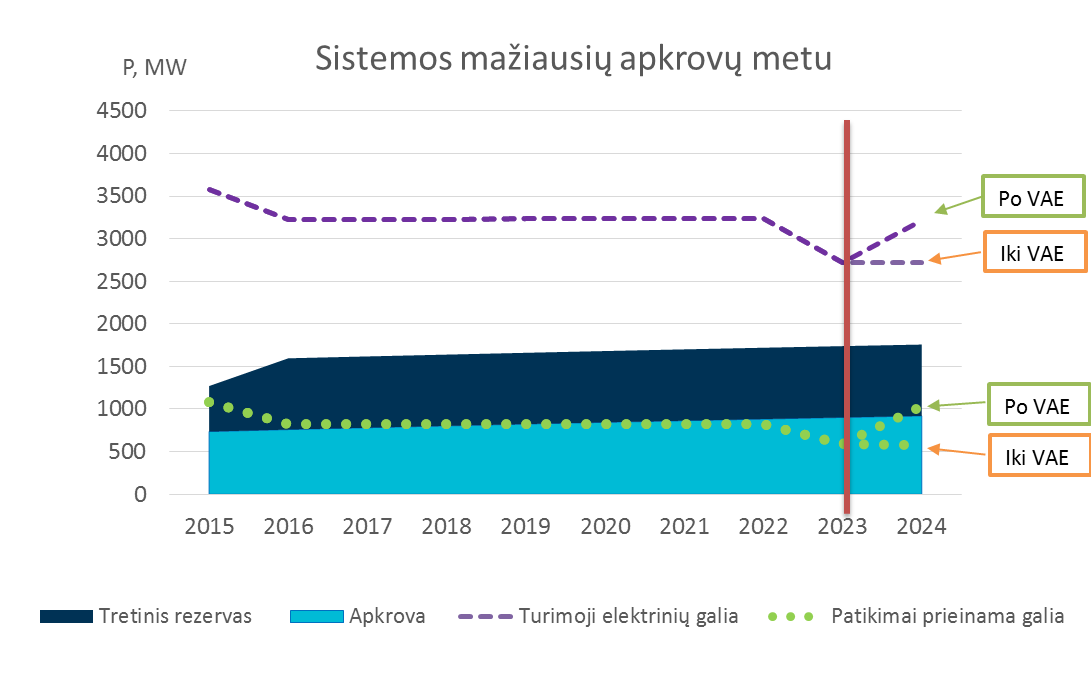 Sistemos mažiausių apkrovų metu
P, MW
4500
4000
3500
3000
2500
2000
1500
1000
500
0
2015 2016 2017 2018 2019 2020 2021 2022 2023 2024
Po VAE
Iki VAE
Po VAE
Iki VAE
Tretinis rezervas Apkrova Turimoji elektrinių galia Patikimai prieinama galia